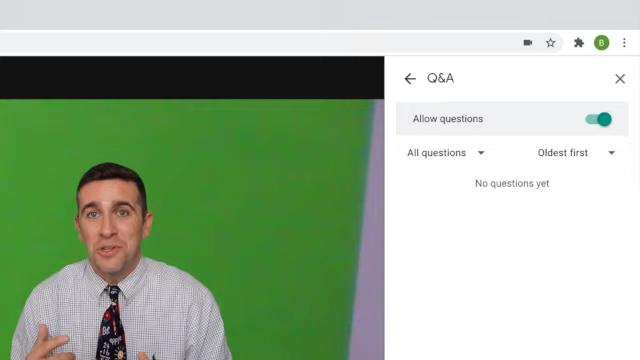 B
Q&A
Allow questions
All questions
Oldest first
No questions yet